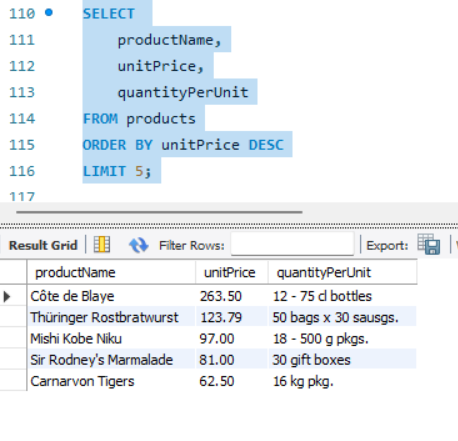 110 SELECT
111 productName,
112 unitPrice,
113 quantityPerUnit
114 FROM products
115 ORDER BY unitPrice DESC
116 LIMIT 5;
117
Result Grid Filter Rows: Export:
productName unitPrice quantityPerUnit
Côte de Blaye 263.50 12 - 75 cl bottles
Thüringer Rostbratwurst 123.79 50 bags x 30 sausgs.
Mishi Kobe Niku 97.00 18 - 500 g pkgs.
Sir Rodney's Marmalade 81.00 30 gift boxes
Carnarvon Tigers 62.50 16 kg pkg.